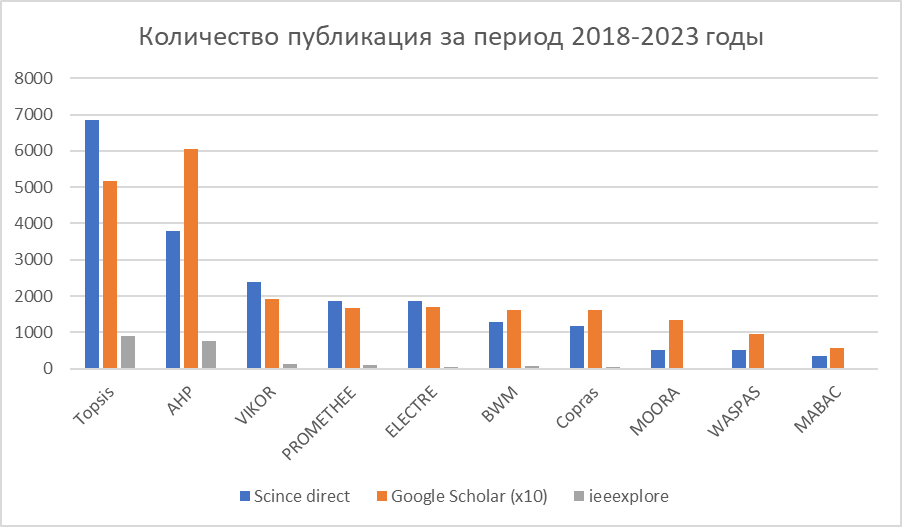 Количество публикация за период 2018-2023 годы
8000
7000
6000
5000
4000
3000
2000
1000
0
Topsis
AHP
VIKOR
PROMETHEE
ELECTRE
BWM
Copras
MOORA
WASPAS
MABAC
Scince direct
Google Scholar (x10)
ieeexplore